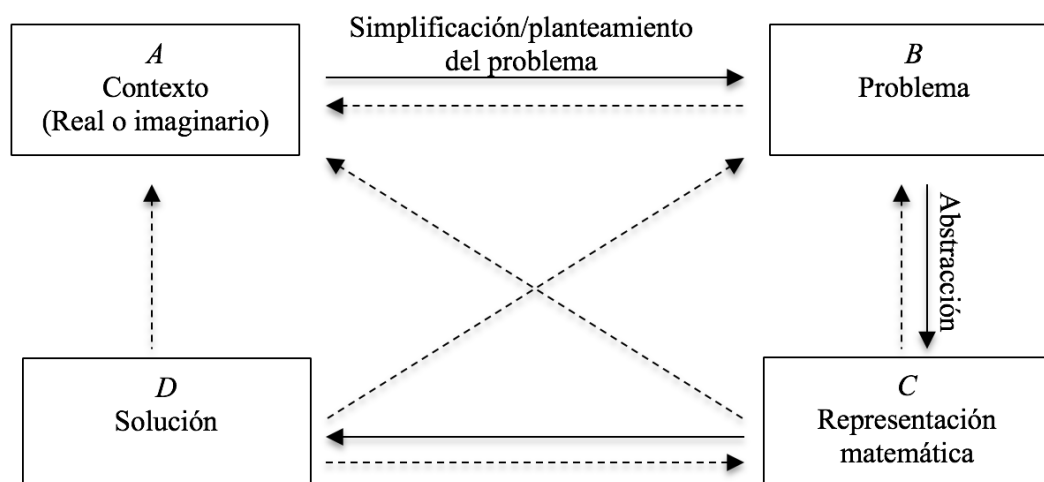 A
Contexto
(Real o imaginario)
Simplificación/planteamiento
del problema
B
Problema
Abstracción
D
Solución
C
Representación
matemática